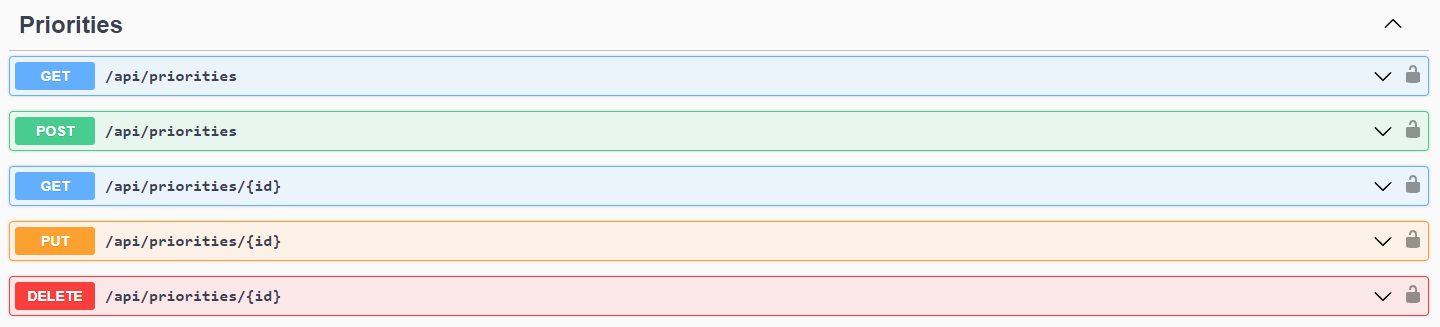 Priorities
GET /api/priorities
POST /api/priorities
GET /api/priorities/{id}
PUT /api/priorities/{id}
DELETE /api/priorities/{id}